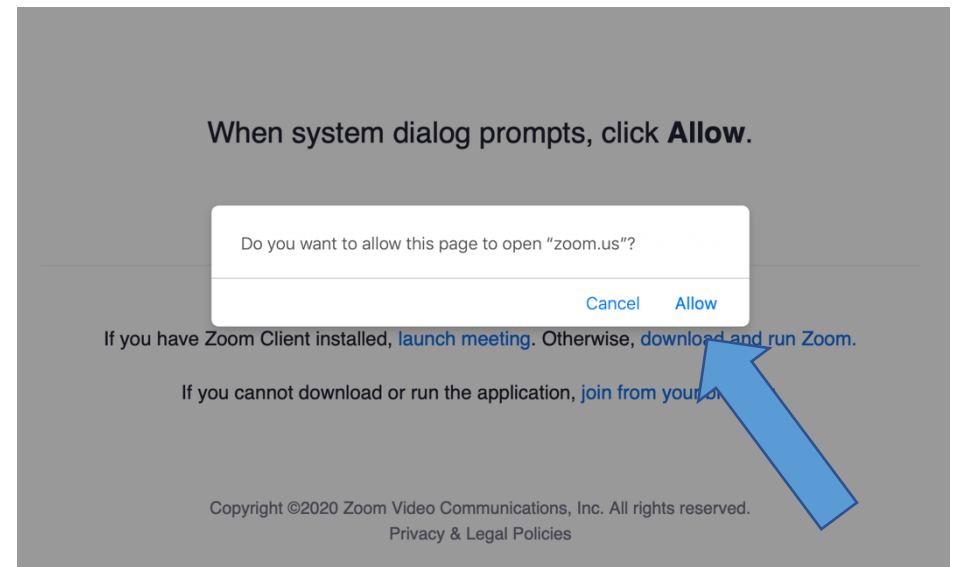 When system dialog prompts, click Allow.
Do you want to allow this page to open “zoom.us”?
Cancel Allow
If you have Zoom Client installed, launch meeting. Otherwise, download and run Zoom.
If you cannot download or run the application, join from your
Copyright ©2020 Zoom Video Communications, Inc. All rights reserved.
Privacy & Legal Policies